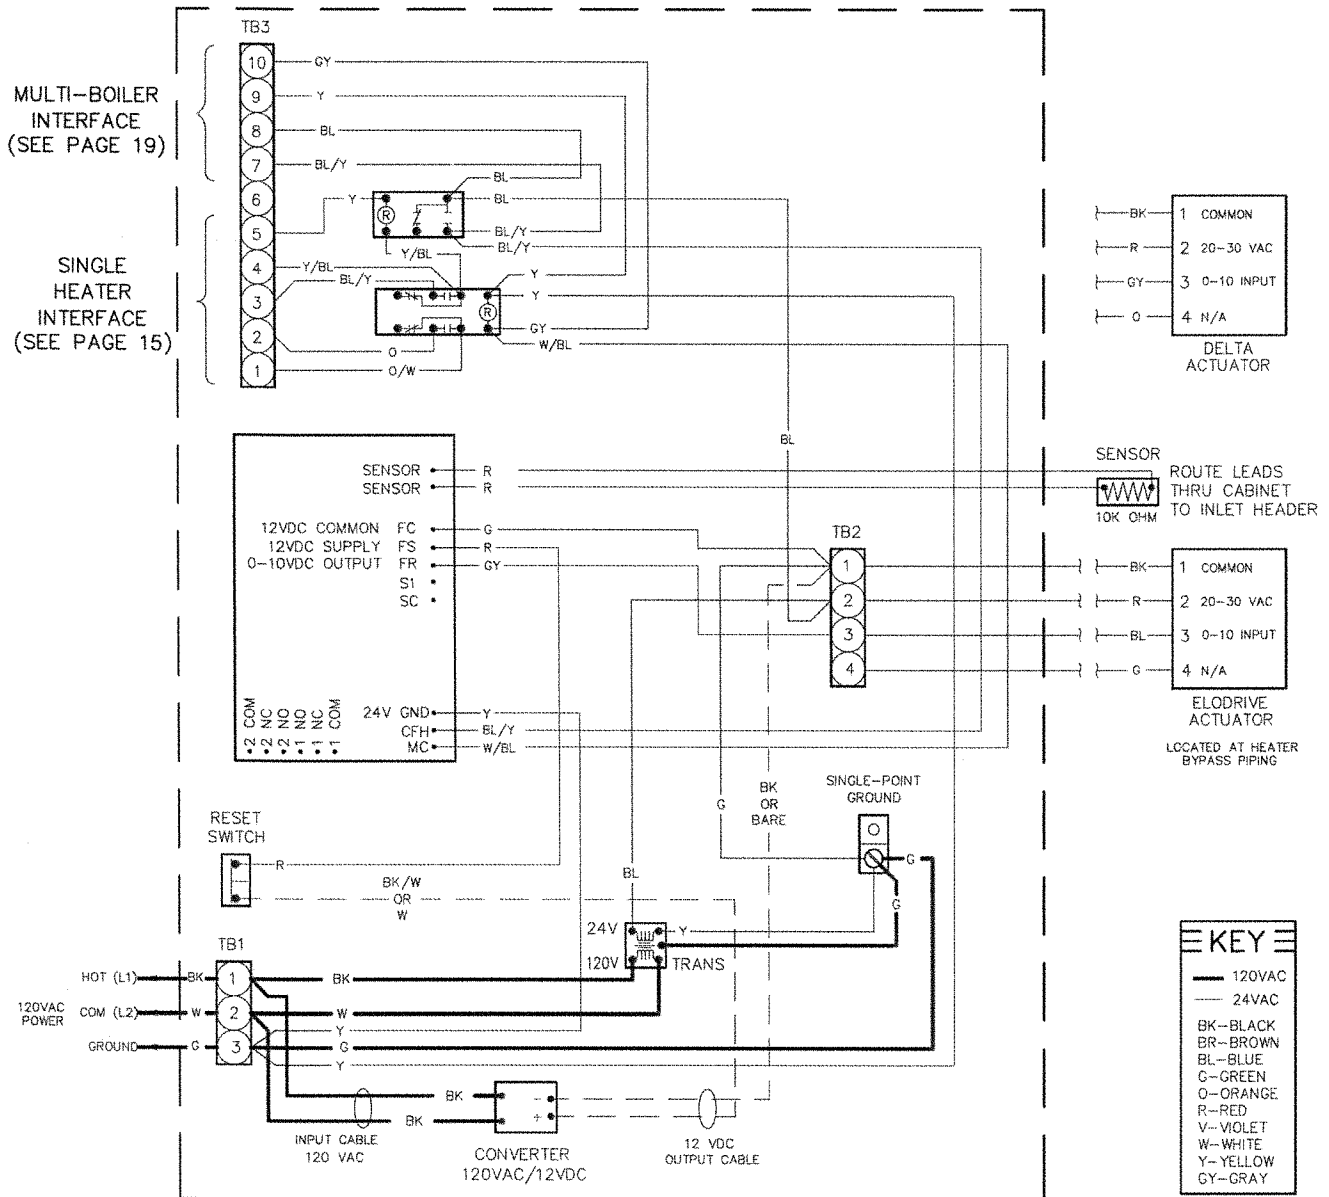 TB3
MULTI-BOILER
INTERFACE
(SEE PAGE 19)
10
9
8
7
6
5
4
3
2
1
GY
Y
BL
BL/Y
BL
Y
R
BL
BL/Y
BL/Y
Y/BL
SINGLE
HEATER
INTERFACE
(SEE PAGE 15)
Y/BL
BL/Y
Y
Y
R
GY
W/BL
O
O/W
BK
R
GY
O
1 COMMON
2 20-30 VAC
3 0-10 INPUT
4 N/A
DELTA
ACTUATOR
BL
SENSOR R
SENSOR R
12VDC COMMON FC G
12VDC SUPPLY FS R
0-10VDC OUTPUT FR GY
S1
SC
24V GND Y
CFH BL/Y
MC W/BL
2 COM
2 NC
2 NO
1 NO
1 NC
1 COM
SENSOR
10K OHM
ROUTE LEADS
THRU CABINET
TO INLET HEADER
TB2
1
2
3
4
BK
R
BL
G
1 COMMON
2 20-30 VAC
3 0-10 INPUT
4 N/A
ELODRIVE
ACTUATOR
LOCATED AT HEATER
BYPASS PIPING
SINGLE-POINT
GROUND
G
BK
OR
BARE
G
G
RESET
SWITCH
R
BK/W
OR
W
BL
24V
Y
120V
TRANS
TB1
120VAC
POWER
HOT (L1) BK 1 BK
COM (L2) W 2 W
Y
GROUND G 3 G
Y
BK
BK
INPUT CABLE
120 VAC
- +
CONVERTER
120VAC/12VDC
12 VDC
OUTPUT CABLE
KEY
120VAC
24VAC
BK-BLACK
BR-BROWN
BL-BLUE
G-GREEN
O-ORANGE
R-RED
V-VIOLET
W-WHITE
Y-YELLOW
GY-GRAY